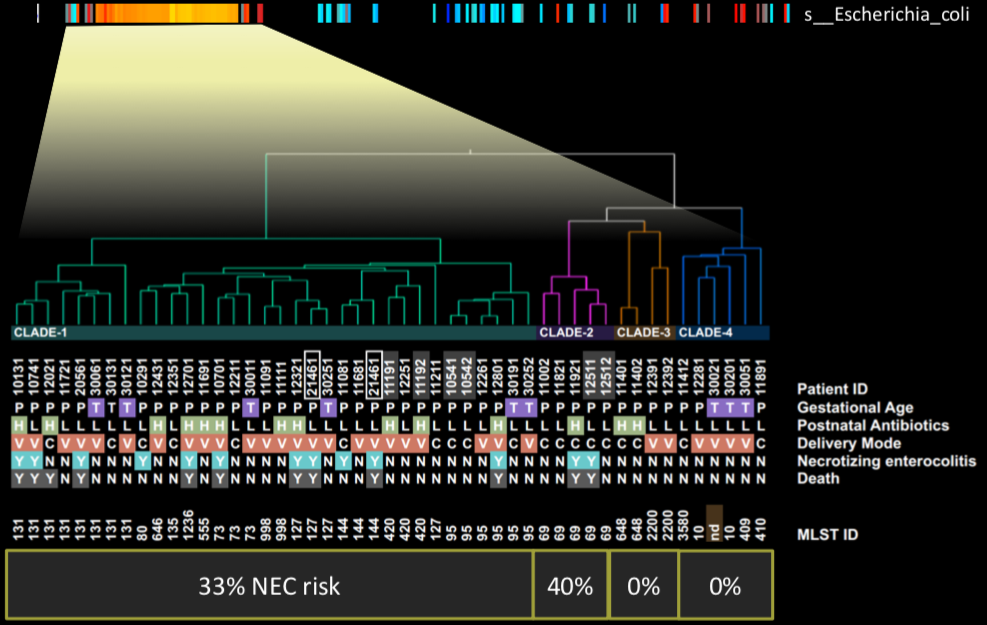 s__Escherichia_coli
CLADE-1 CLADE-2 CLADE-3 CLADE-4
10131 10741 12021 11721 20561 30061 30131 30121 10291 12431 12351 12701 11691 10701 12211 30011 11091 11111 12321 21461 30251 11081 11681 21461 11191 12251 11192 11211 10541 10542 12261 12801 30191 30252 11002 11821 11921 12511 12512 11401 11402 12391 12392 11412 12281 30021 30201 30051 11891 Patient ID
P P P P P T P T P P P P P P P T P P P P T P P P P P P P P P P P T T P P P P P P P P P P P T T T P Gestational Age
H L H L L L L L L H L H H H L L L H H L L L L L H L H L L L L H L L L L H L L H H L L L L L L L L Postnatal Antibiotics
V V C V V V C V C V C V V V C V V V V V V V C V V V V C C C V V C V C C C C C C C V V C V V V V C Delivery Mode
Y Y N N Y N N N Y N N Y N Y N N N N Y Y N Y N Y N N N N N N N Y N N N N Y Y N N N N N N N N N N N Necrotizing enterocolitis
Y Y Y N Y N N N N N N Y N Y N N N N Y Y N N N Y N N N N N N N Y N N N N Y Y N N N N N N N N N N N Death
131 131 131 131 131 131 131 131 80 646 135 1236 555 73 73 73 998 998 127 127 127 144 144 144 420 420 420 127 95 95 95 95 95 95 69 69 69 69 69 648 648 2200 2200 3580 10 nd 10 409 410 MLST ID
33% NEC risk 40% 0% 0%